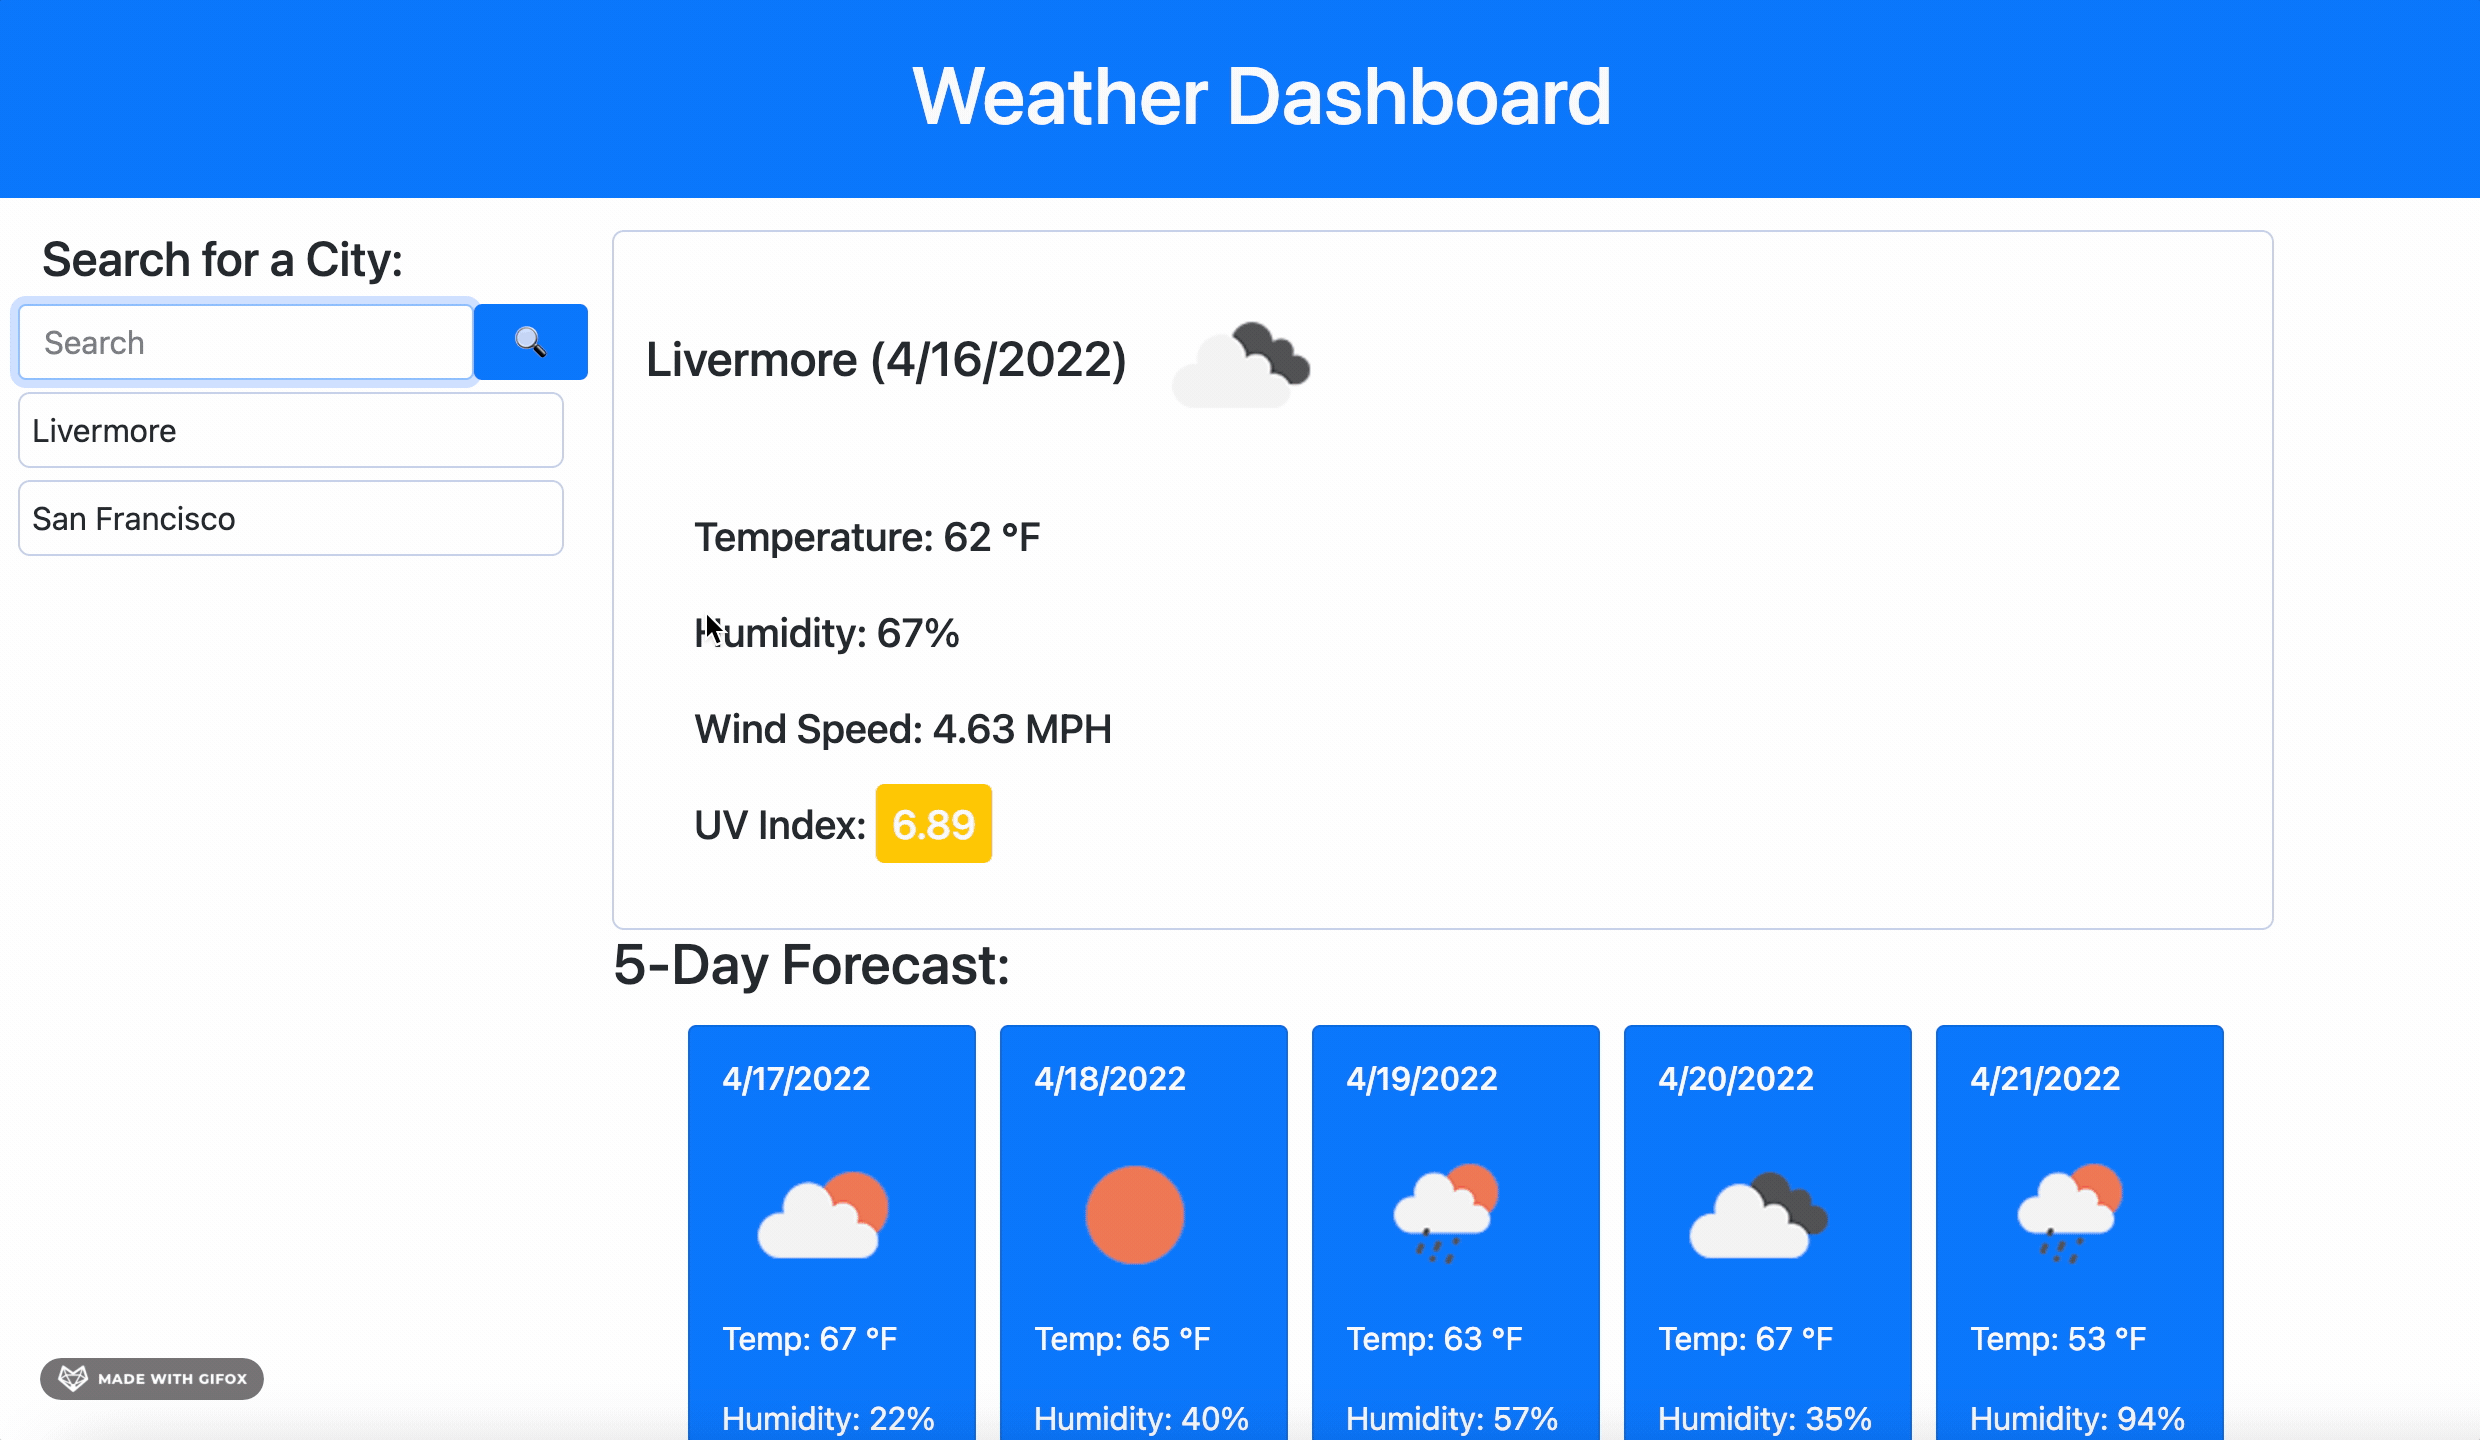 Weather Dashboard
Search for a City:
Search
Livermore
San Francisco
Livermore (4/16/2022)
Temperature: 62 °F
Humidity: 67%
Wind Speed: 4.63 MPH
UV Index: 6.89
5-Day Forecast:
4/17/2022
Temp: 67 °F
Humidity: 22%
4/18/2022
Temp: 65 °F
Humidity: 40%
4/19/2022
Temp: 63 °F
Humidity: 57%
4/20/2022
Temp: 67 °F
Humidity: 35%
4/21/2022
Temp: 53 °F
Humidity: 94%
MADE WITH GIFOX